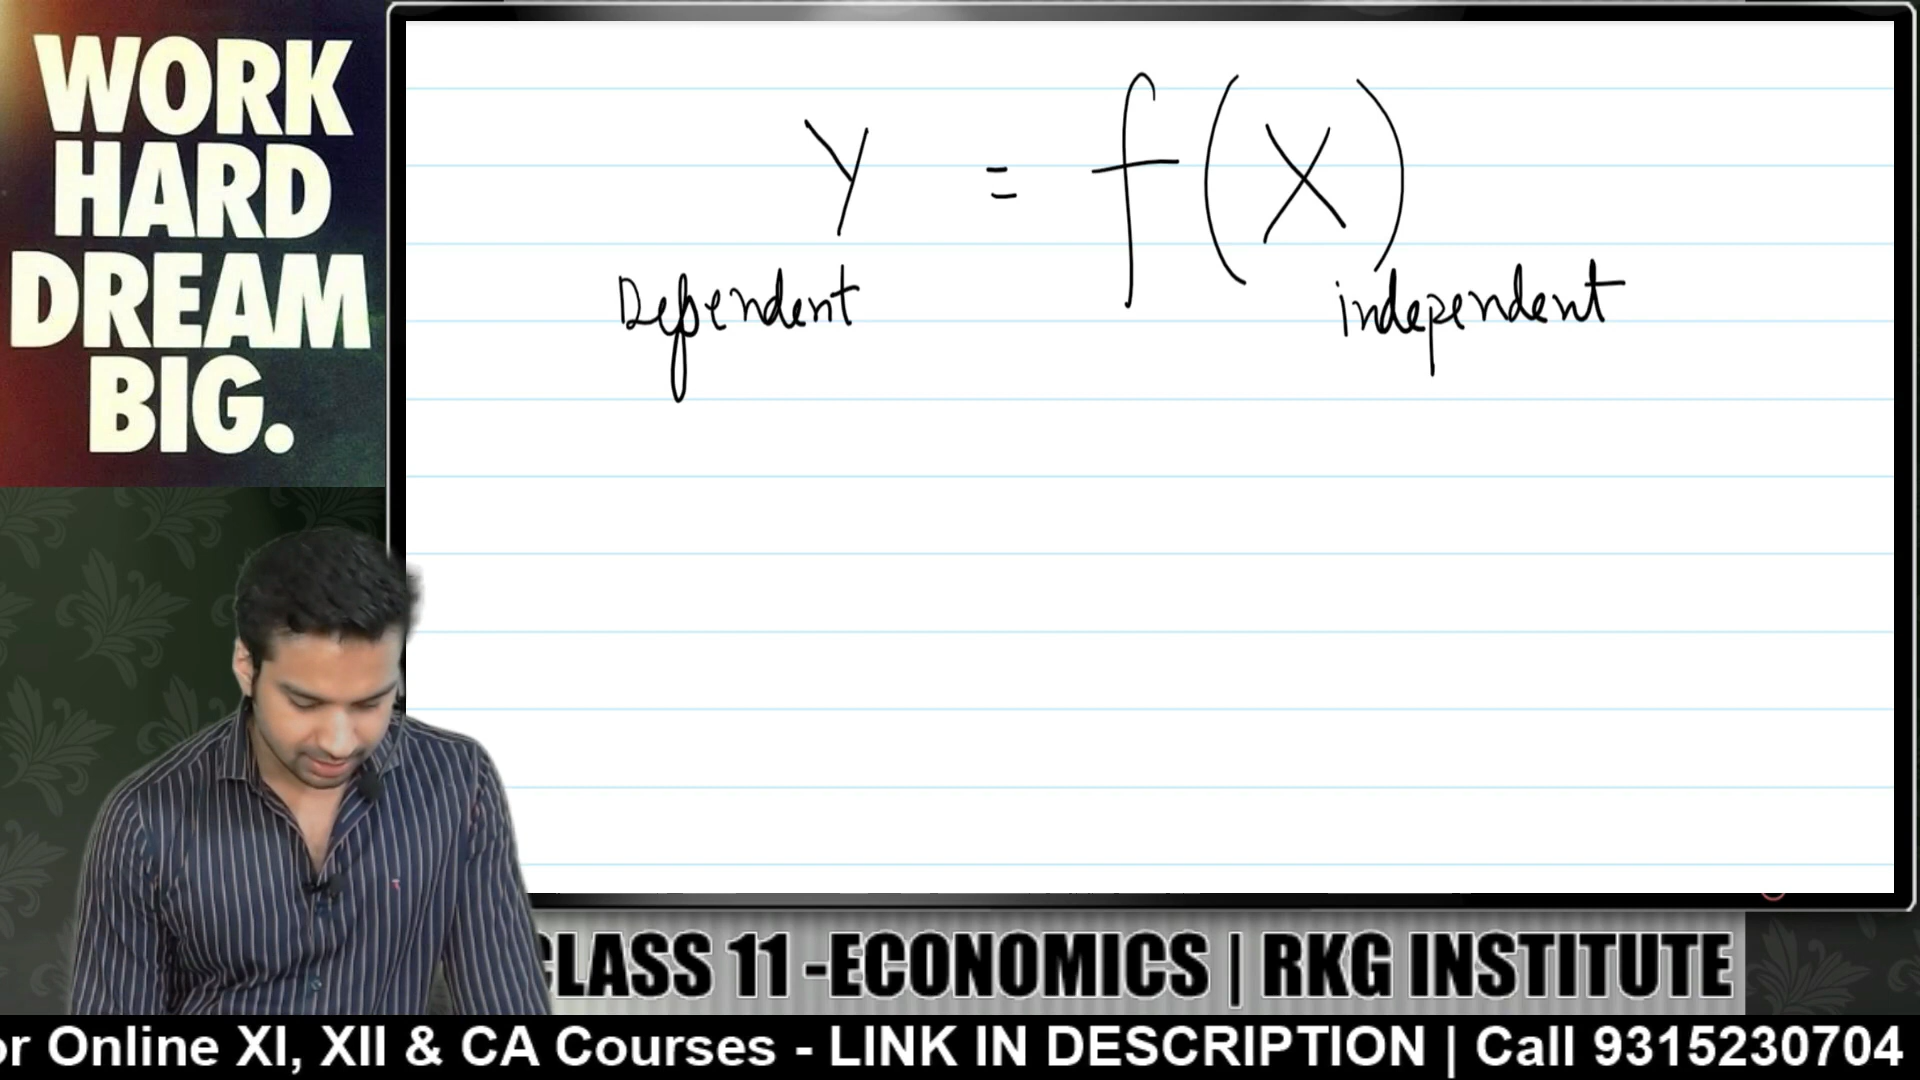 WORK
HARD
DREAM
BIG.
Y = f(X)
Dependent independent
CLASS 11 -ECONOMICS | RKG INSTITUTE
or Online XI, XII & CA Courses - LINK IN DESCRIPTION | Call 9315230704